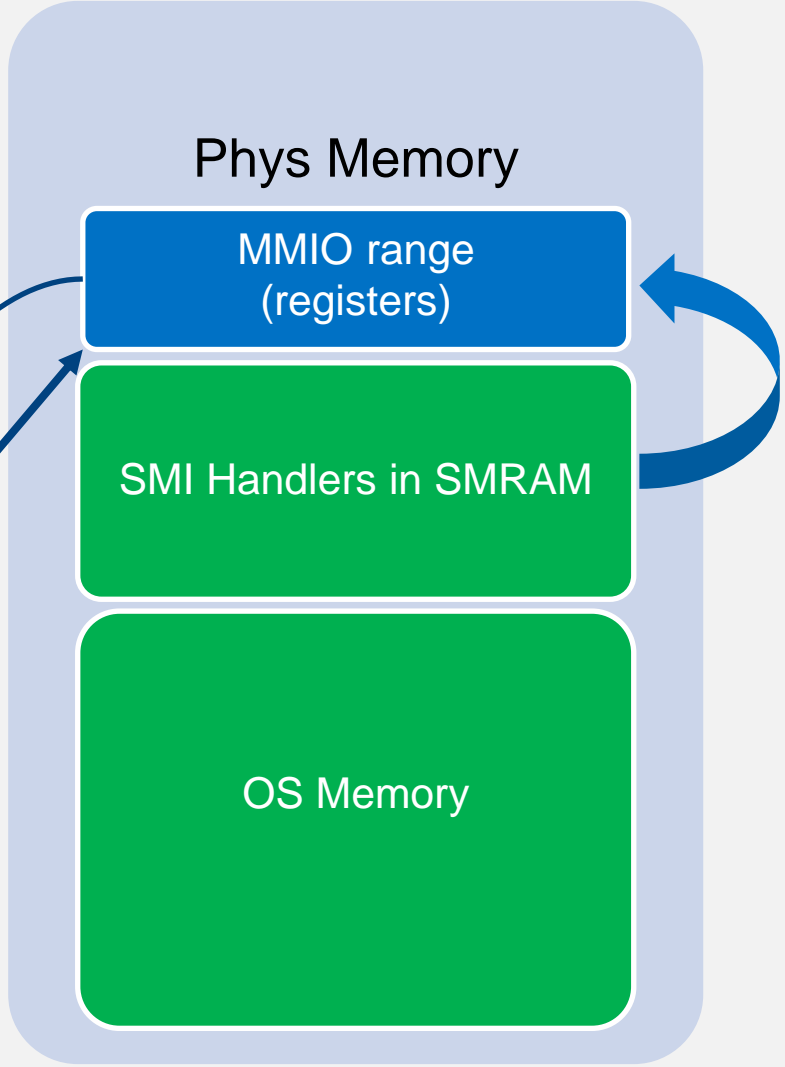 Phys Memory
MMIO range
(registers)
SMI Handlers in SMRAM
OS Memory